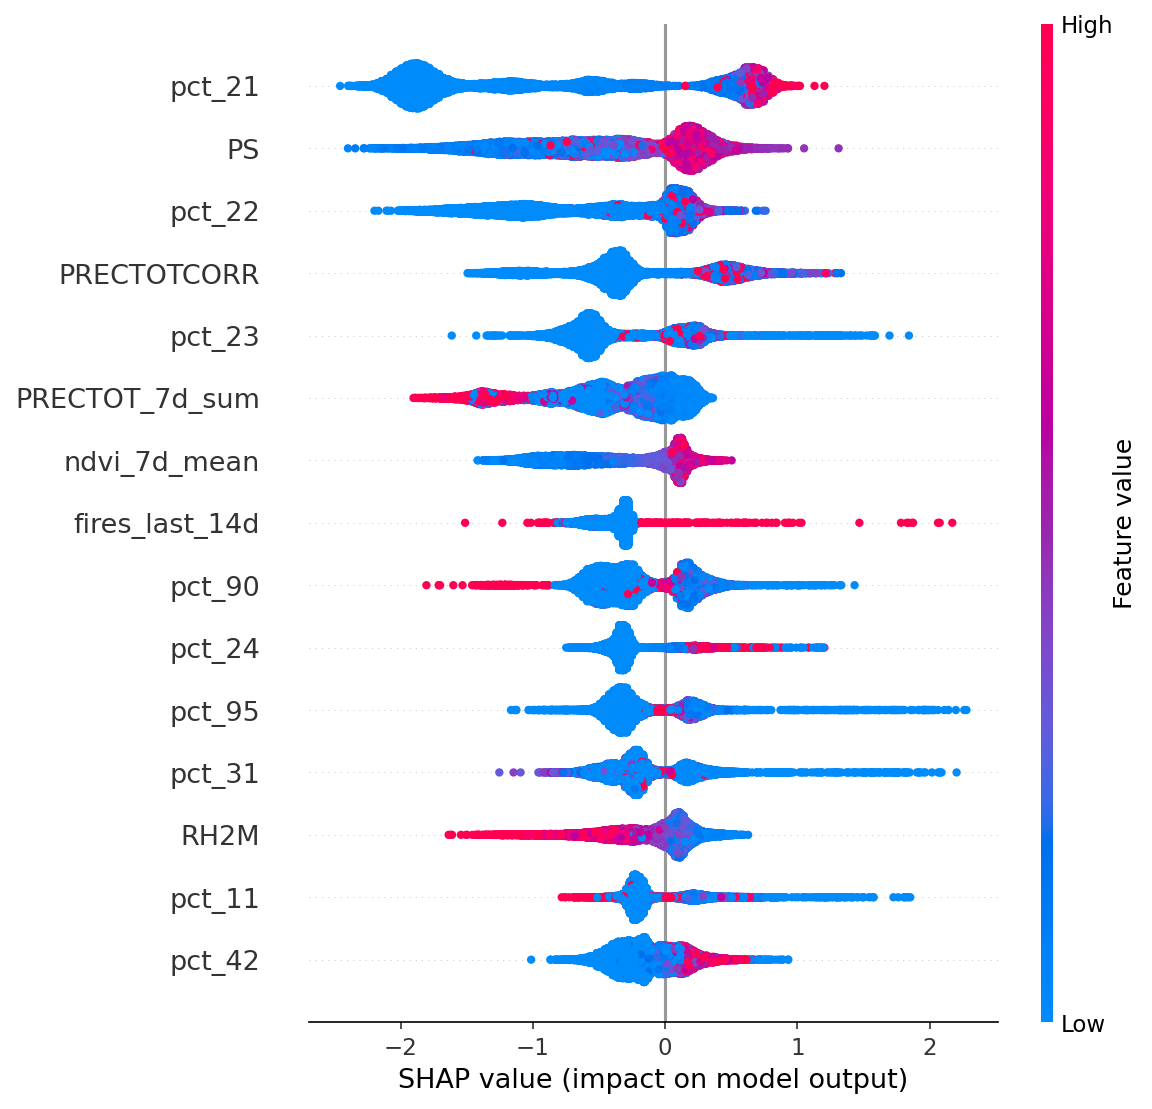 High
pct_21
PS
pct_22
PRECTOTCORR
pct_23
PRECTOT_7d_sum
ndvi_7d_mean
fires_last_14d
pct_90
pct_24
pct_95
pct_31
RH2M
pct_11
pct_42
Feature value
Low
−2 −1 0 1 2
SHAP value (impact on model output)